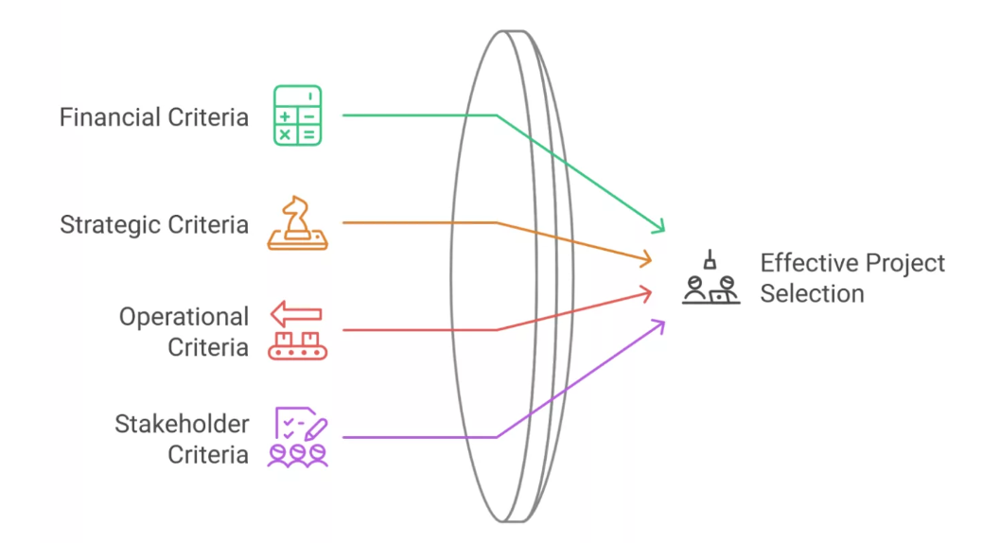 Financial Criteria
Strategic Criteria
Operational
Criteria
Stakeholder
Criteria
Effective Project
Selection